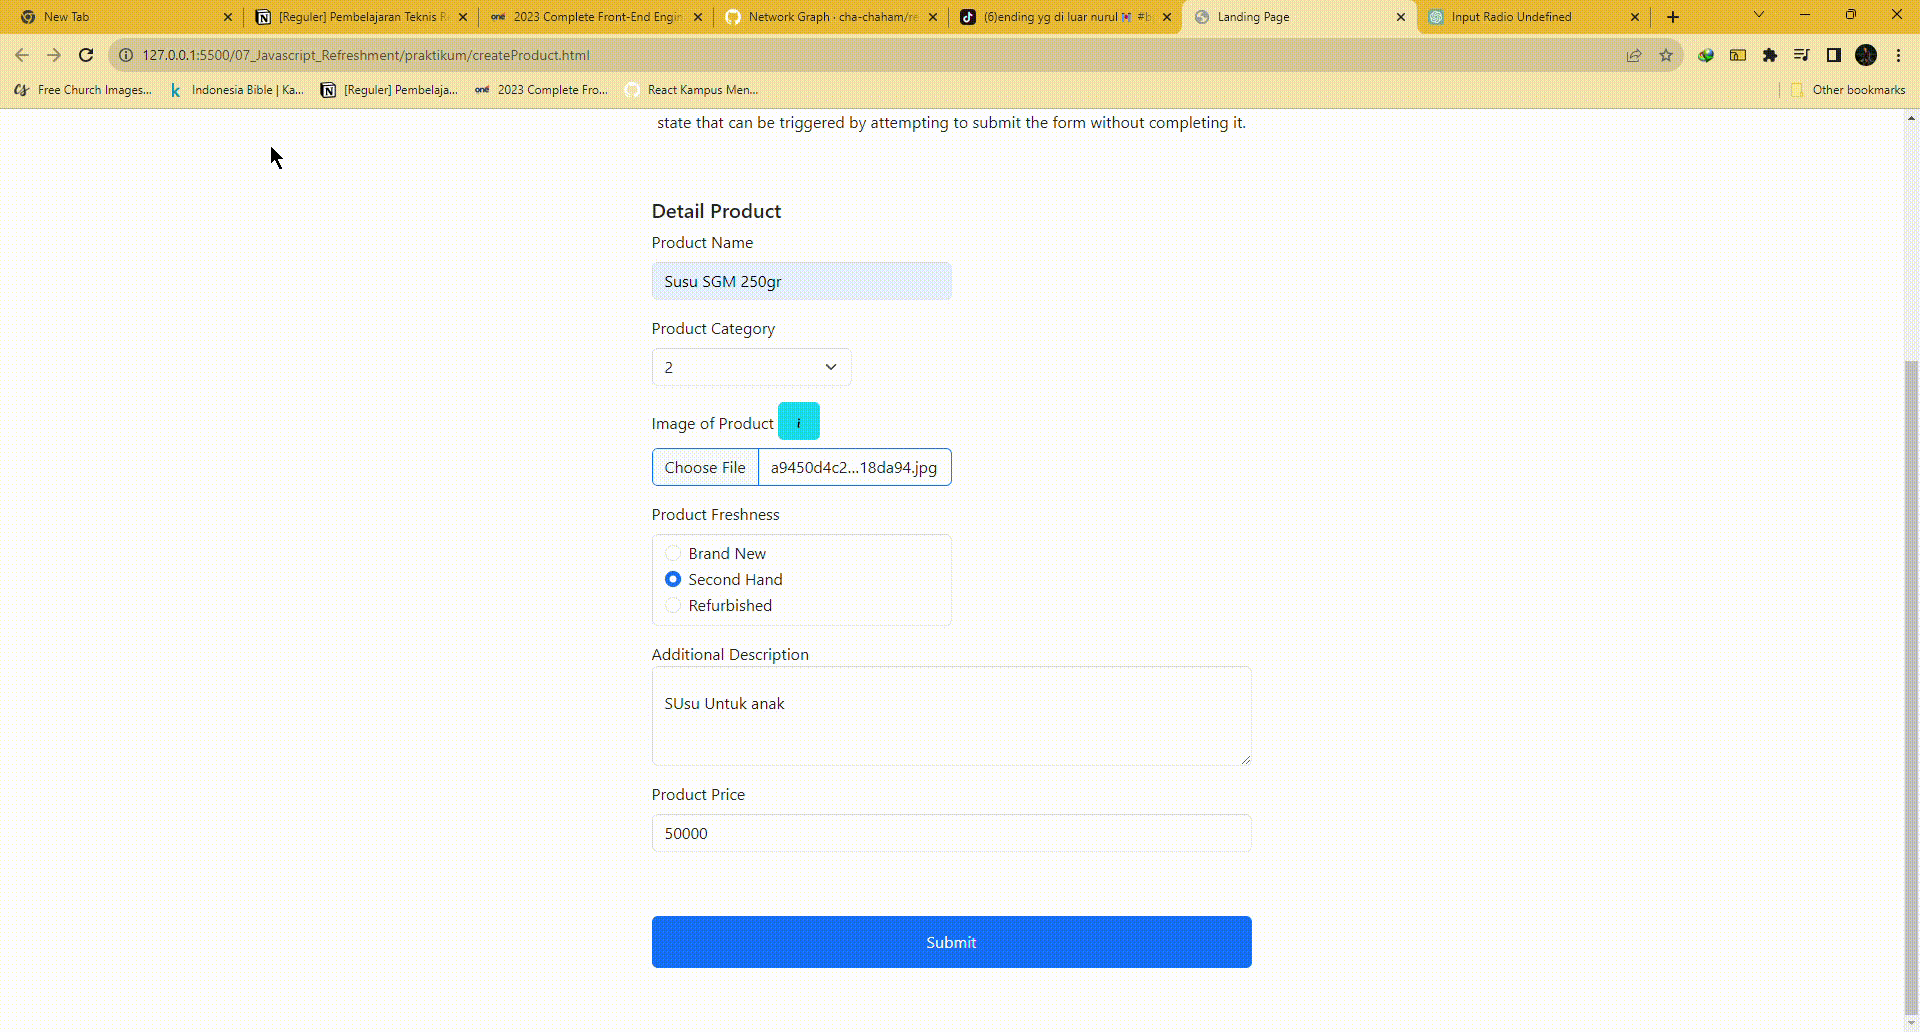 New Tab
[Reguler] Pembelajaran Teknis R
2023 Complete Front-End Engin
Network Graph · cha-chaham/re
(6)ending yg di luar nurul #b
Landing Page
Input Radio Undefined
127.0.0.1:5500/07_Javascript_Refreshment/praktikum/createProduct.html
Free Church Images...
Indonesia Bible | Ka...
[Reguler] Pembelaja...
one
2023 Complete Fro...
React Kampus Men...
Other bookmarks
state that can be triggered by attempting to submit the form without completing it.
Detail Product
Product Name
Susu SGM 250gr
Product Category
2
Image of Product i
Choose File a9450d4c2...18da94.jpg
Product Freshness
Brand New
Second Hand
Refurbished
Additional Description
SUsu Untuk anak
Product Price
50000
Submit